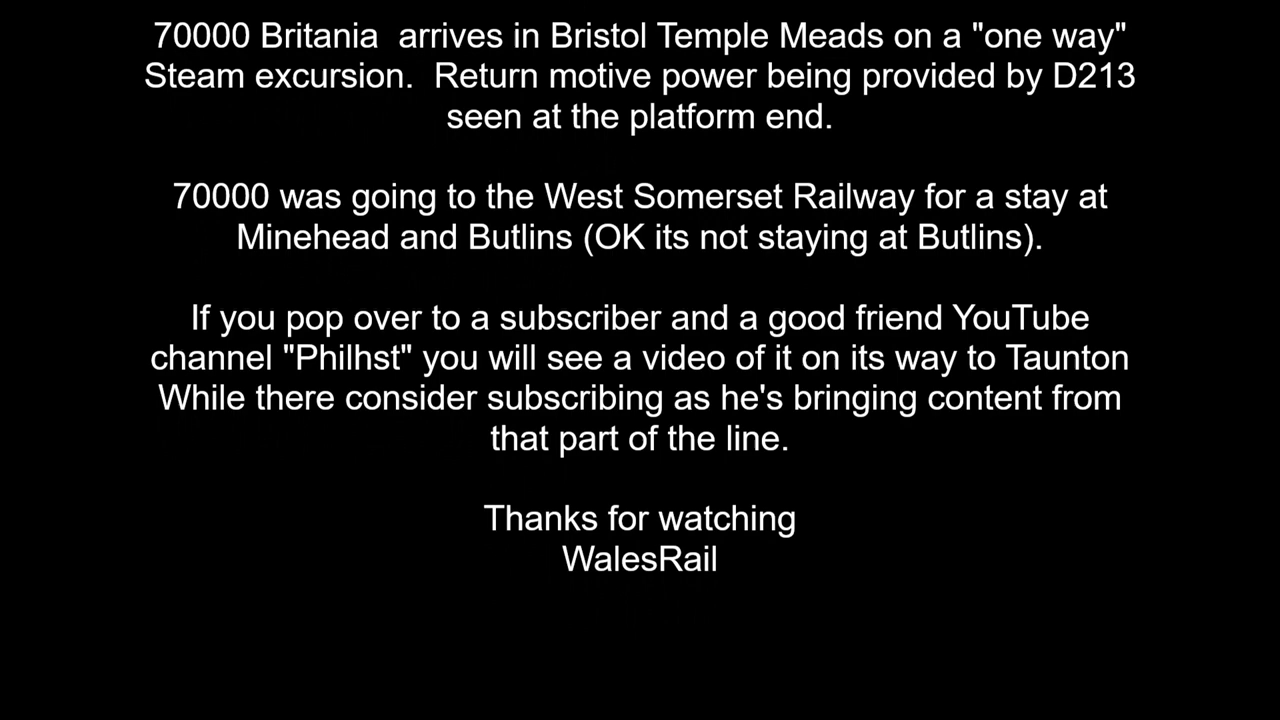 70000 Britania  arrives in Bristol Temple Meads on a "one way"
Steam excursion.  Return motive power being provided by D213
seen at the platform end.
70000 was going to the West Somerset Railway for a stay at
Minehead and Butlins (OK its not staying at Butlins).
If you pop over to a subscriber and a good friend YouTube
channel "Philhst" you will see a video of it on its way to Taunton
While there consider subscribing as he's bringing content from
that part of the line.
Thanks for watching
WalesRail